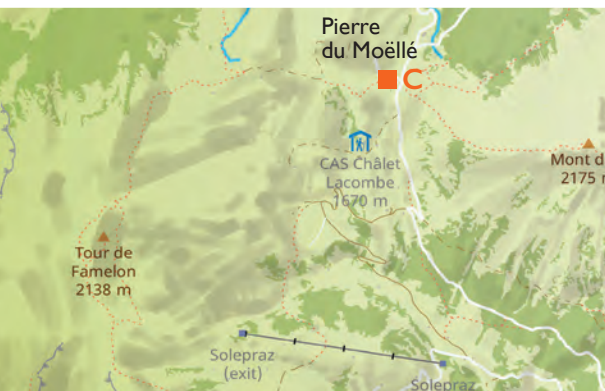 Pierre
du Moëllé
C
CAS Châlet
Lacombe
1670 m
Mont d
2175 m
Tour de
Famelon
2138 m
Solepraz
(exit)
Solepraz